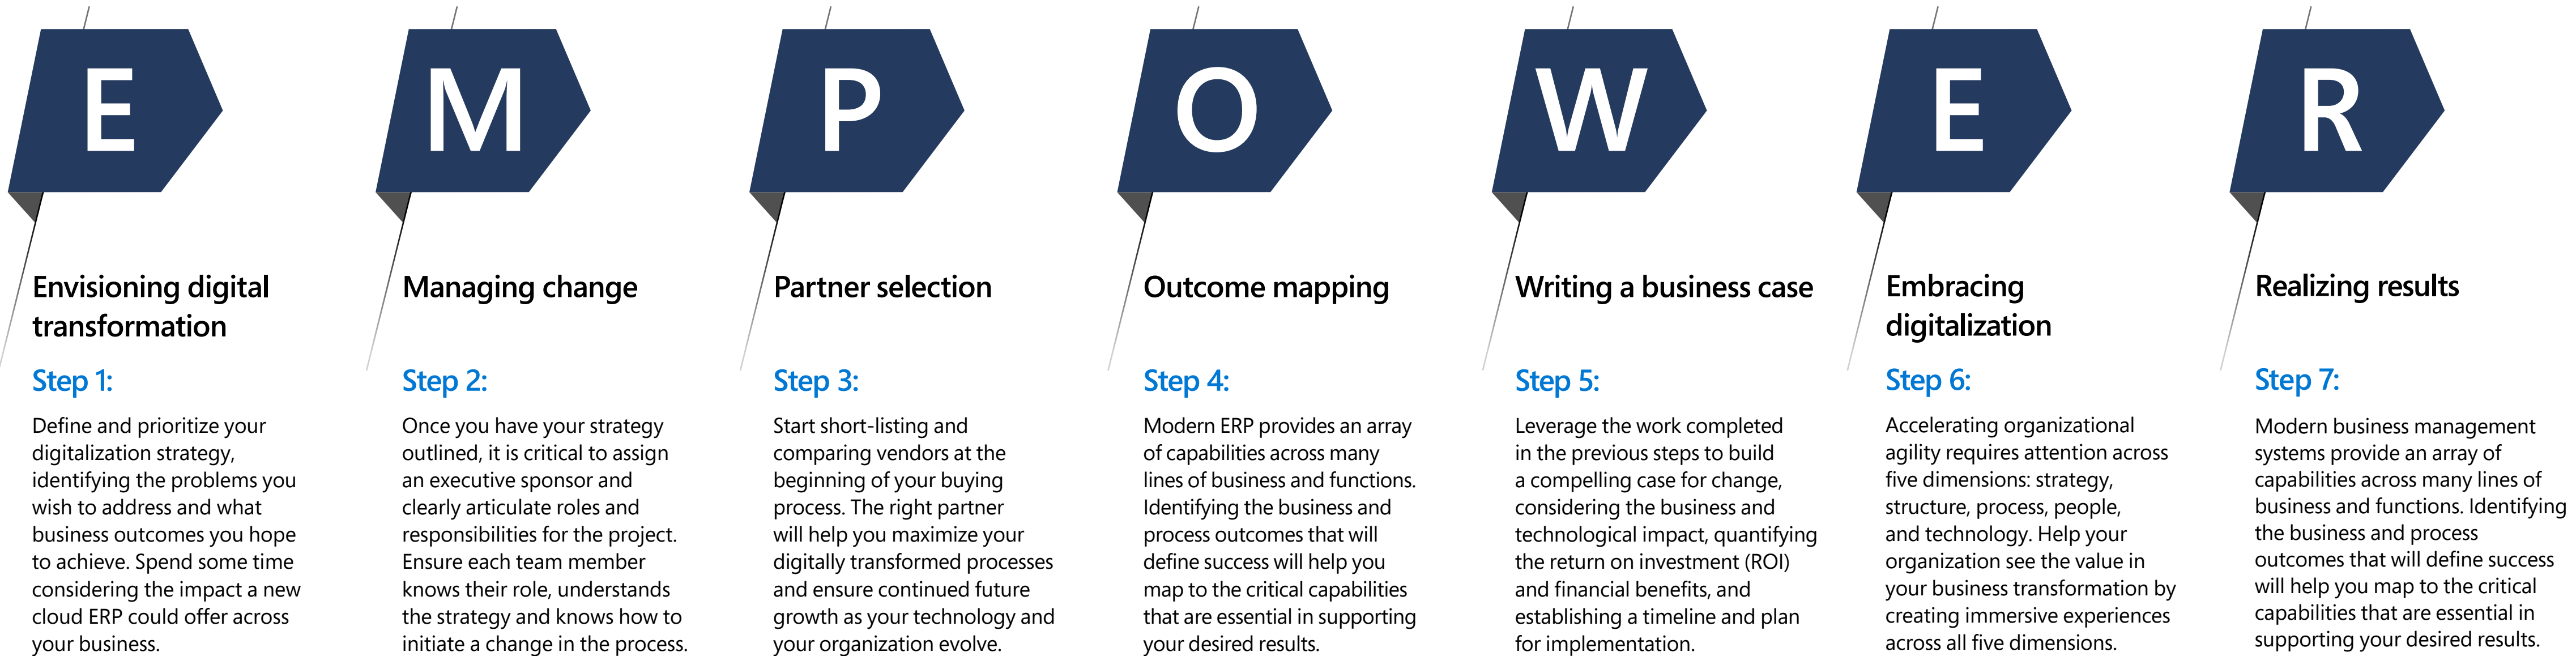 E
Envisioning digital
transformation
Step 1:
Define and prioritize your
digitalization strategy,
identifying the problems you
wish to address and what
business outcomes you hope
to achieve. Spend some time
considering the impact a new
cloud ERP could offer across
your business.
M
Managing change
Step 2:
Once you have your strategy
outlined, it is critical to assign
an executive sponsor and
clearly articulate roles and
responsibilities for the project.
Ensure each team member
knows their role, understands
the strategy and knows how to
initiate a change in the process.
P
Partner selection
Step 3:
Start short-listing and
comparing vendors at the
beginning of your buying
process. The right partner
will help you maximize your
digitally transformed processes
and ensure continued future
growth as your technology and
your organization evolve.
O
Outcome mapping
Step 4:
Modern ERP provides an array
of capabilities across many
lines of business and functions.
Identifying the business and
process outcomes that will
define success will help you
map to the critical capabilities
that are essential in supporting
your desired results.
W
Writing a business case
Step 5:
Leverage the work completed
in the previous steps to build
a compelling case for change,
considering the business and
technological impact, quantifying
the return on investment (ROI)
and financial benefits, and
establishing a timeline and plan
for implementation.
E
Embracing
digitalization
Step 6:
Accelerating organizational
agility requires attention across
five dimensions: strategy,
structure, process, people,
and technology. Help your
organization see the value in
your business transformation by
creating immersive experiences
across all five dimensions.
R
Realizing results
Step 7:
Modern business management
systems provide an array of
capabilities across many lines of
business and functions. Identifying
the business and process
outcomes that will define success
will help you map to the critical
capabilities that are essential in
supporting your desired results.